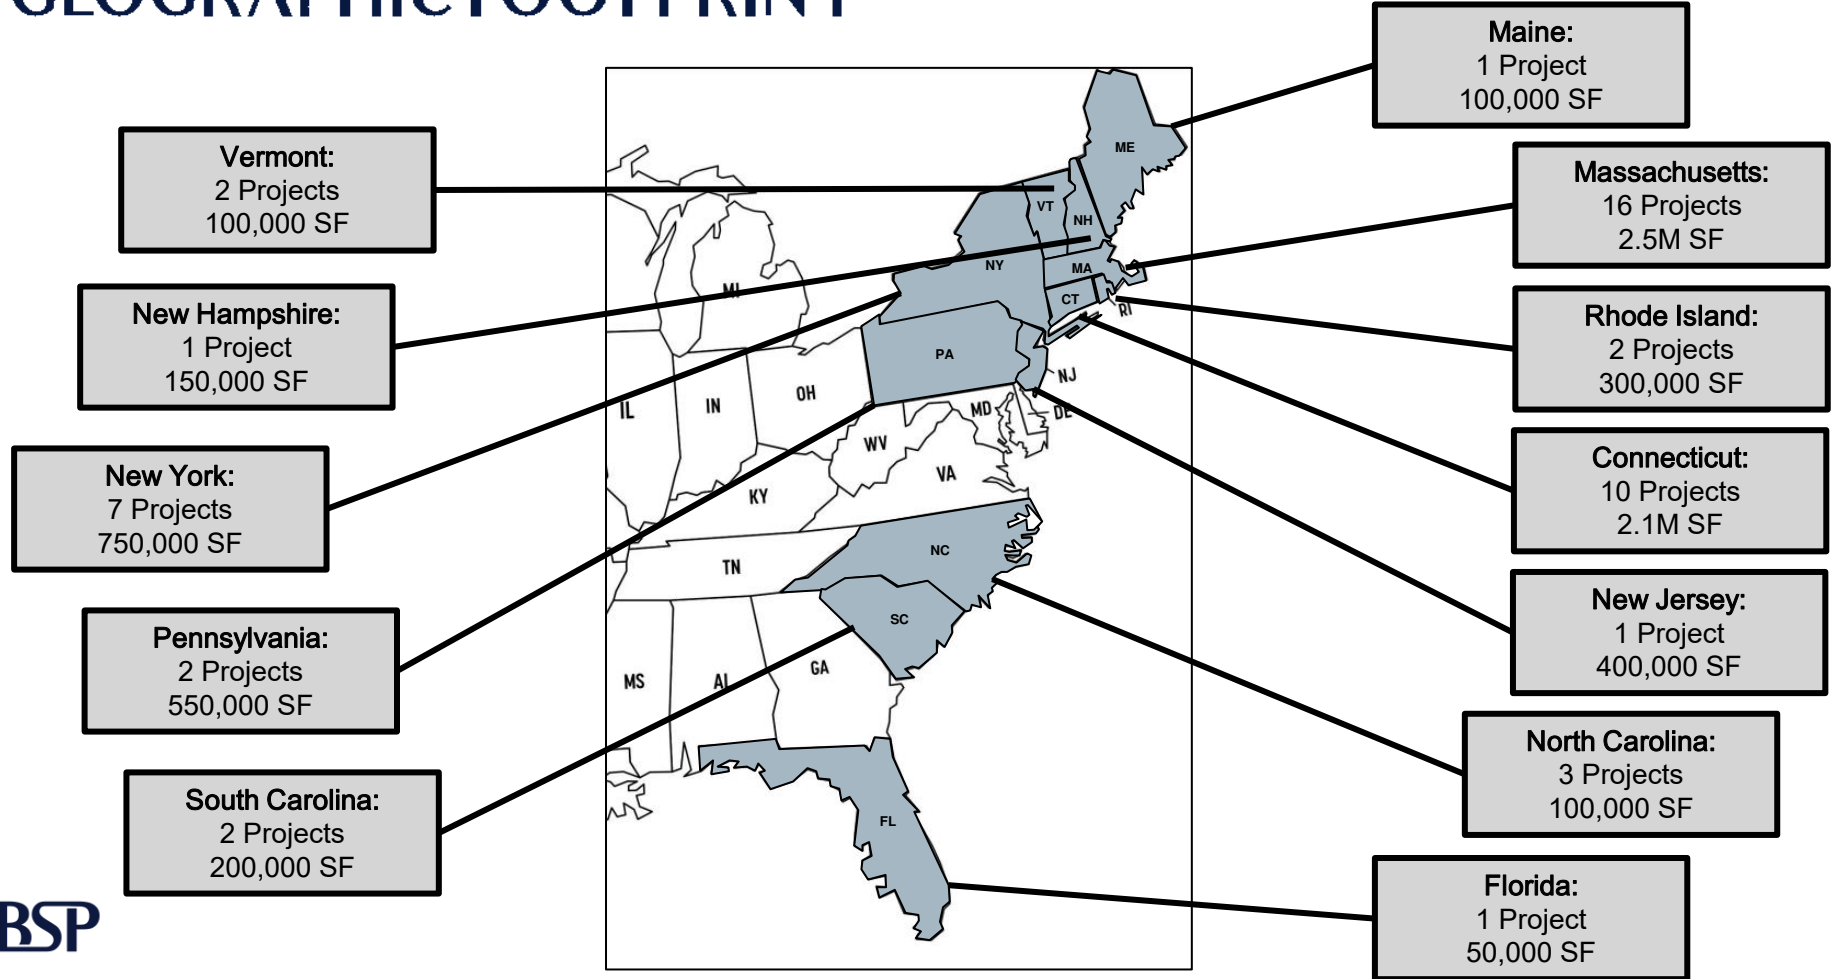 GEOGRAPHIC FOOTPRINT
Maine:
1 Project
100,000 SF
Vermont:
2 Projects
100,000 SF
Massachusetts:
16 Projects
2.5M SF
New Hampshire:
1 Project
150,000 SF
Rhode Island:
2 Projects
300,000 SF
New York:
7 Projects
750,000 SF
Connecticut:
10 Projects
2.1M SF
Pennsylvania:
2 Projects
550,000 SF
New Jersey:
1 Project
400,000 SF
South Carolina:
2 Projects
200,000 SF
North Carolina:
3 Projects
100,000 SF
Florida:
1 Project
50,000 SF
ME
VT
NH
NY
MA
CT
RI
MI
PA
NJ
OH
IN
IL
MD
DE
WV
VA
KY
NC
TN
SC
GA
AL
MS
FL
BSP